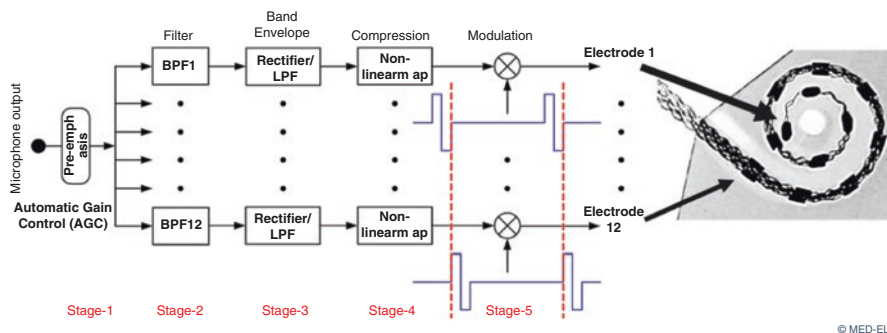 Filter
Band
Envelope
Compression
Modulation
Microphone output
Pre-emph
asis
BPF1
Rectifier/
LPF
Non-
linearm ap
Electrode 1
Automatic Gain
Control (AGC)
BPF12
Rectifier/
LPF
Non-
linearm ap
Electrode
12
Stage-1
Stage-2
Stage-3
Stage-4
Stage-5
© MED-EL